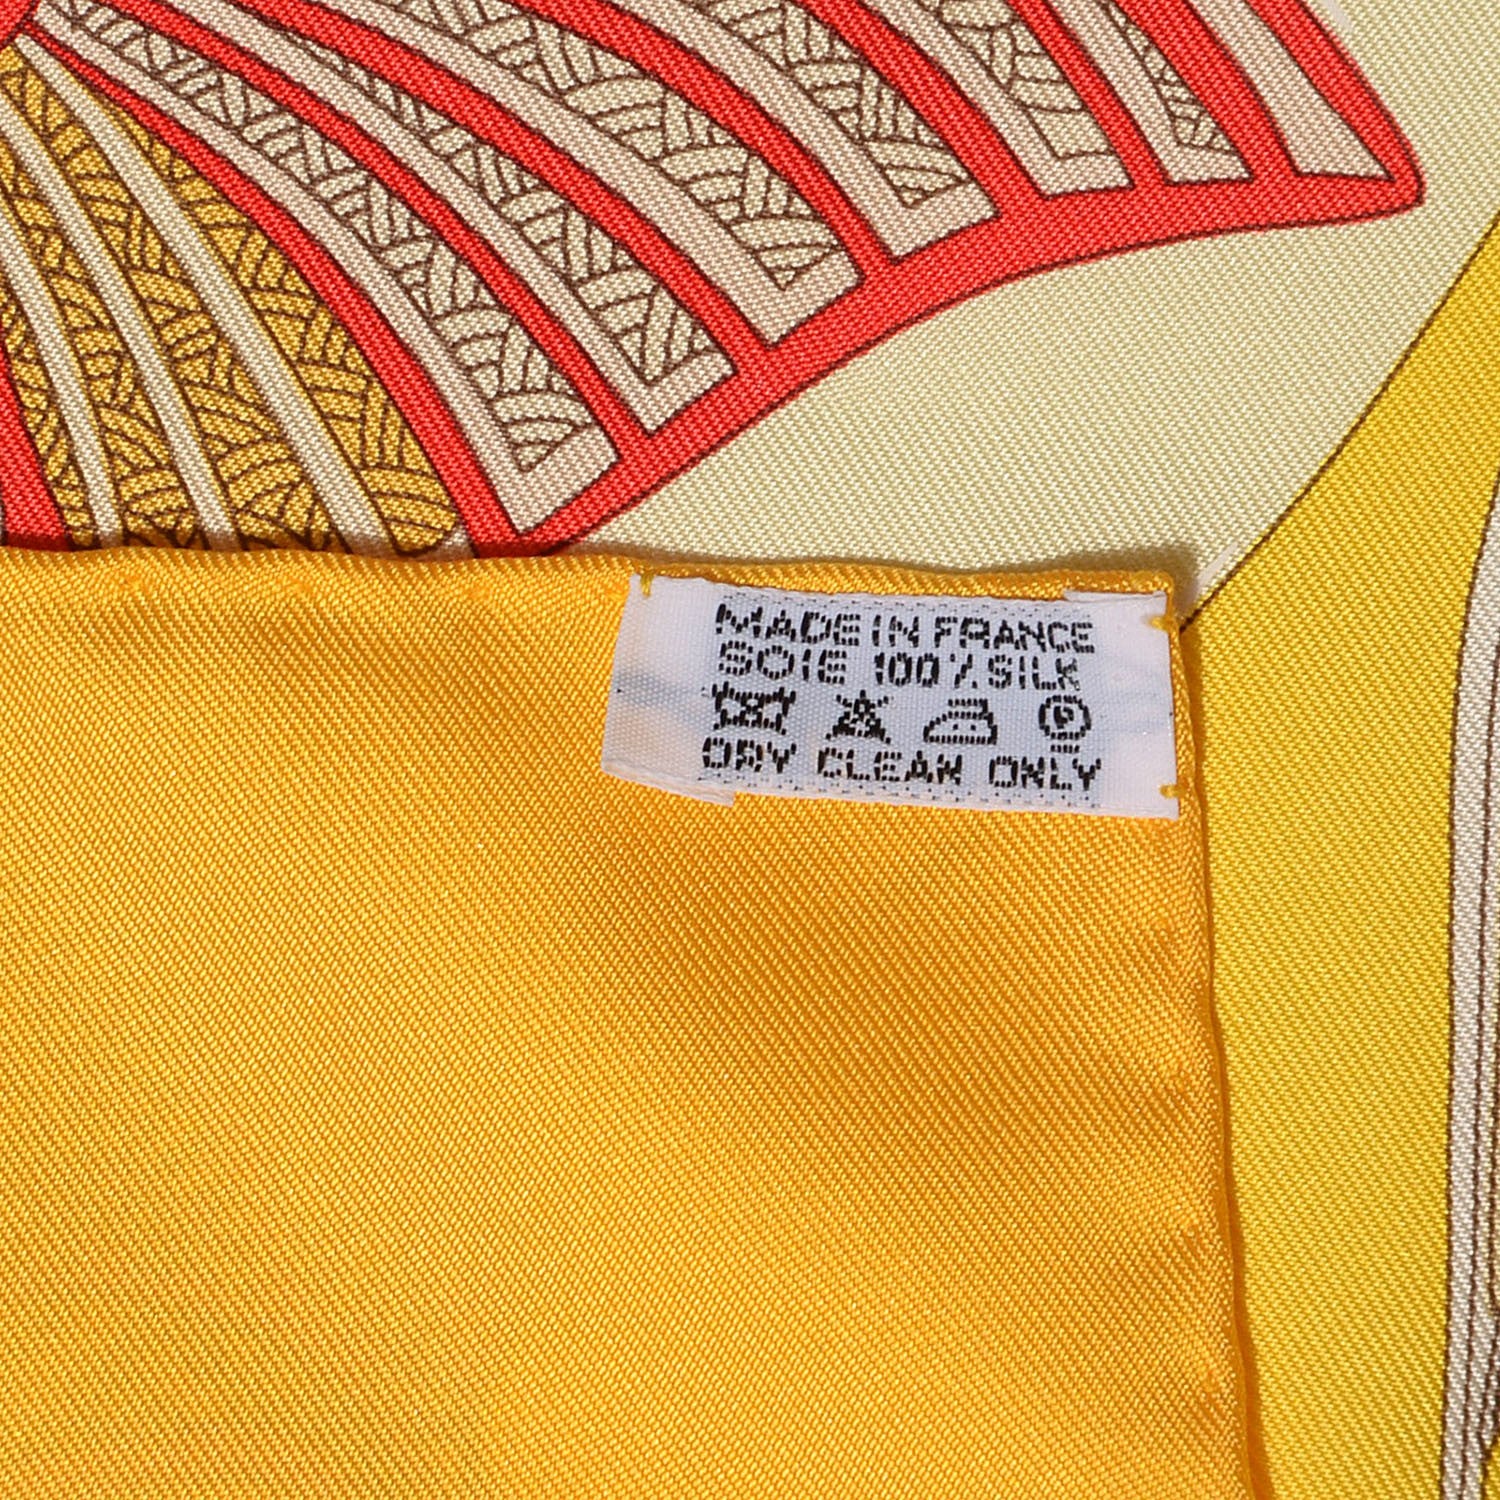 MADE IN FRANCE
SOIE 100% SILK
P
DRY CLEAN ONLY